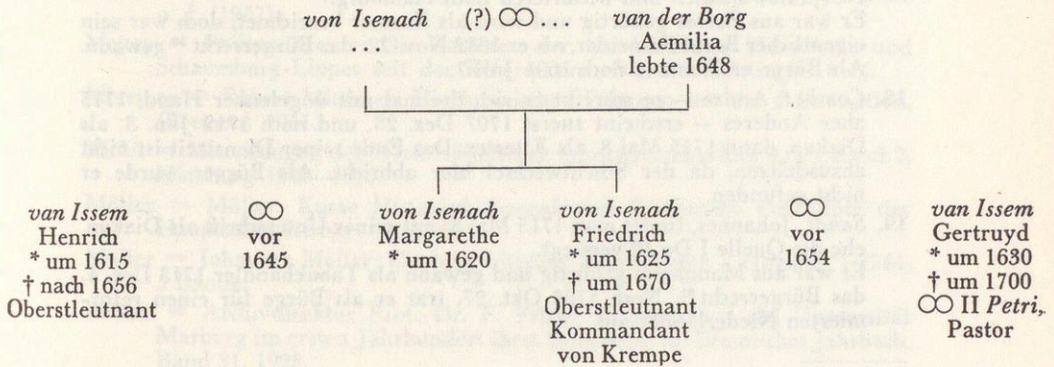 von Isenach (?) ∞ ... van der Borg
... Aemilia
lebte 1648
van Issem
Henrich
* um 1615
† nach 1656
Oberstleutnant
∞
vor
1645
von Isenach
Margarethe
* um 1620
von Isenach
Friedrich
* um 1625
† um 1670
Oberstleutnant
Kommandant
von Krempe
∞
1654
van Issem
Gertruyd
* um 1630
† um 1700
∞ II Petri,
Pastor